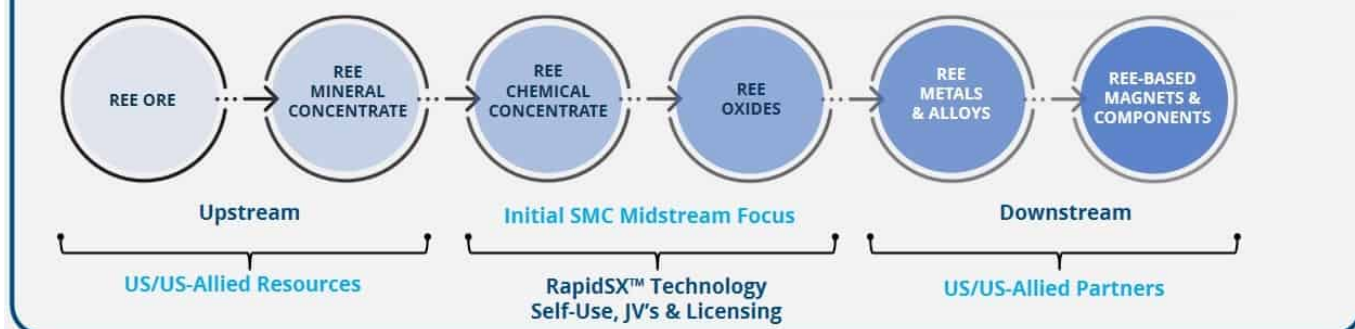 REE ORE
REE
MINERAL
CONCENTRATE
REE
CHEMICAL
CONCENTRATE
REE
OXIDES
REE
METALS
& ALLOYS
REE-BASED
MAGNETS &
COMPONENTS
Upstream
Initial SMC Midstream Focus
Downstream
US/US-Allied Resources
RapidSX™ Technology
Self-Use, JV's & Licensing
US/US-Allied Partners